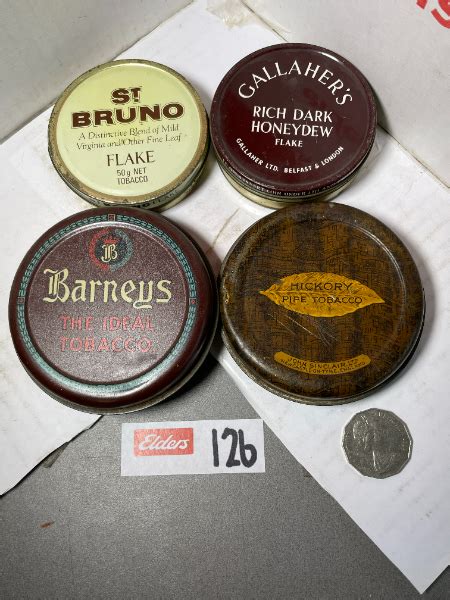 ST
BRUNO
A Distinctive Blend of Mild
Virginia and Other Fine Leaf
FLAKE
50g NET
TOBACCO
GALLAHER'S
RICH DARK
HONEYDEW
FLAKE
GALLAHER LTD. BELFAST & LONDON
B
Barneys
THE IDEAL
TOBACCO.
HICKORY
PIPE TOBACCO
JOHN SINCLAIR LTD
Elders
126